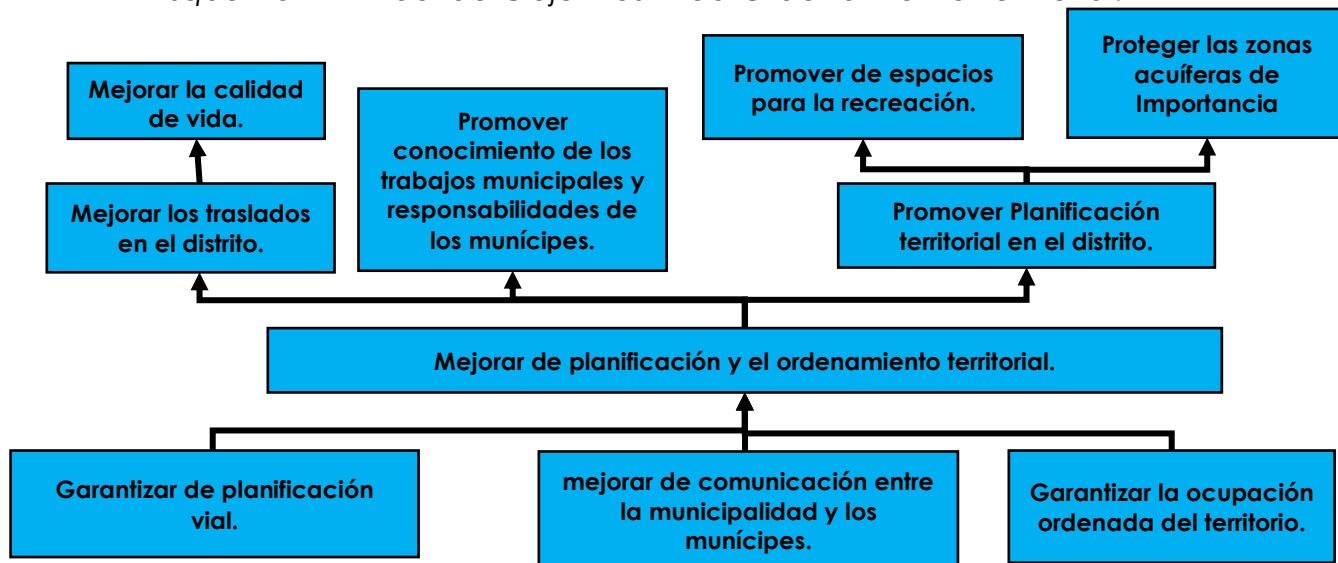 Mejorar la calidad
de vida.
Promover
conocimiento de los
trabajos municipales y
responsabilidades de
los munícipes.
Promover de espacios
para la recreación.
Proteger las zonas
acuíferas de
Importancia
Mejorar los traslados
en el distrito.
Promover Planificación
territorial en el distrito.
Mejorar de planificación y el ordenamiento territorial.
Garantizar de planificación
vial.
mejorar de comunicación entre
la municipalidad y los
munícipes.
Garantizar la ocupación
ordenada del territorio.